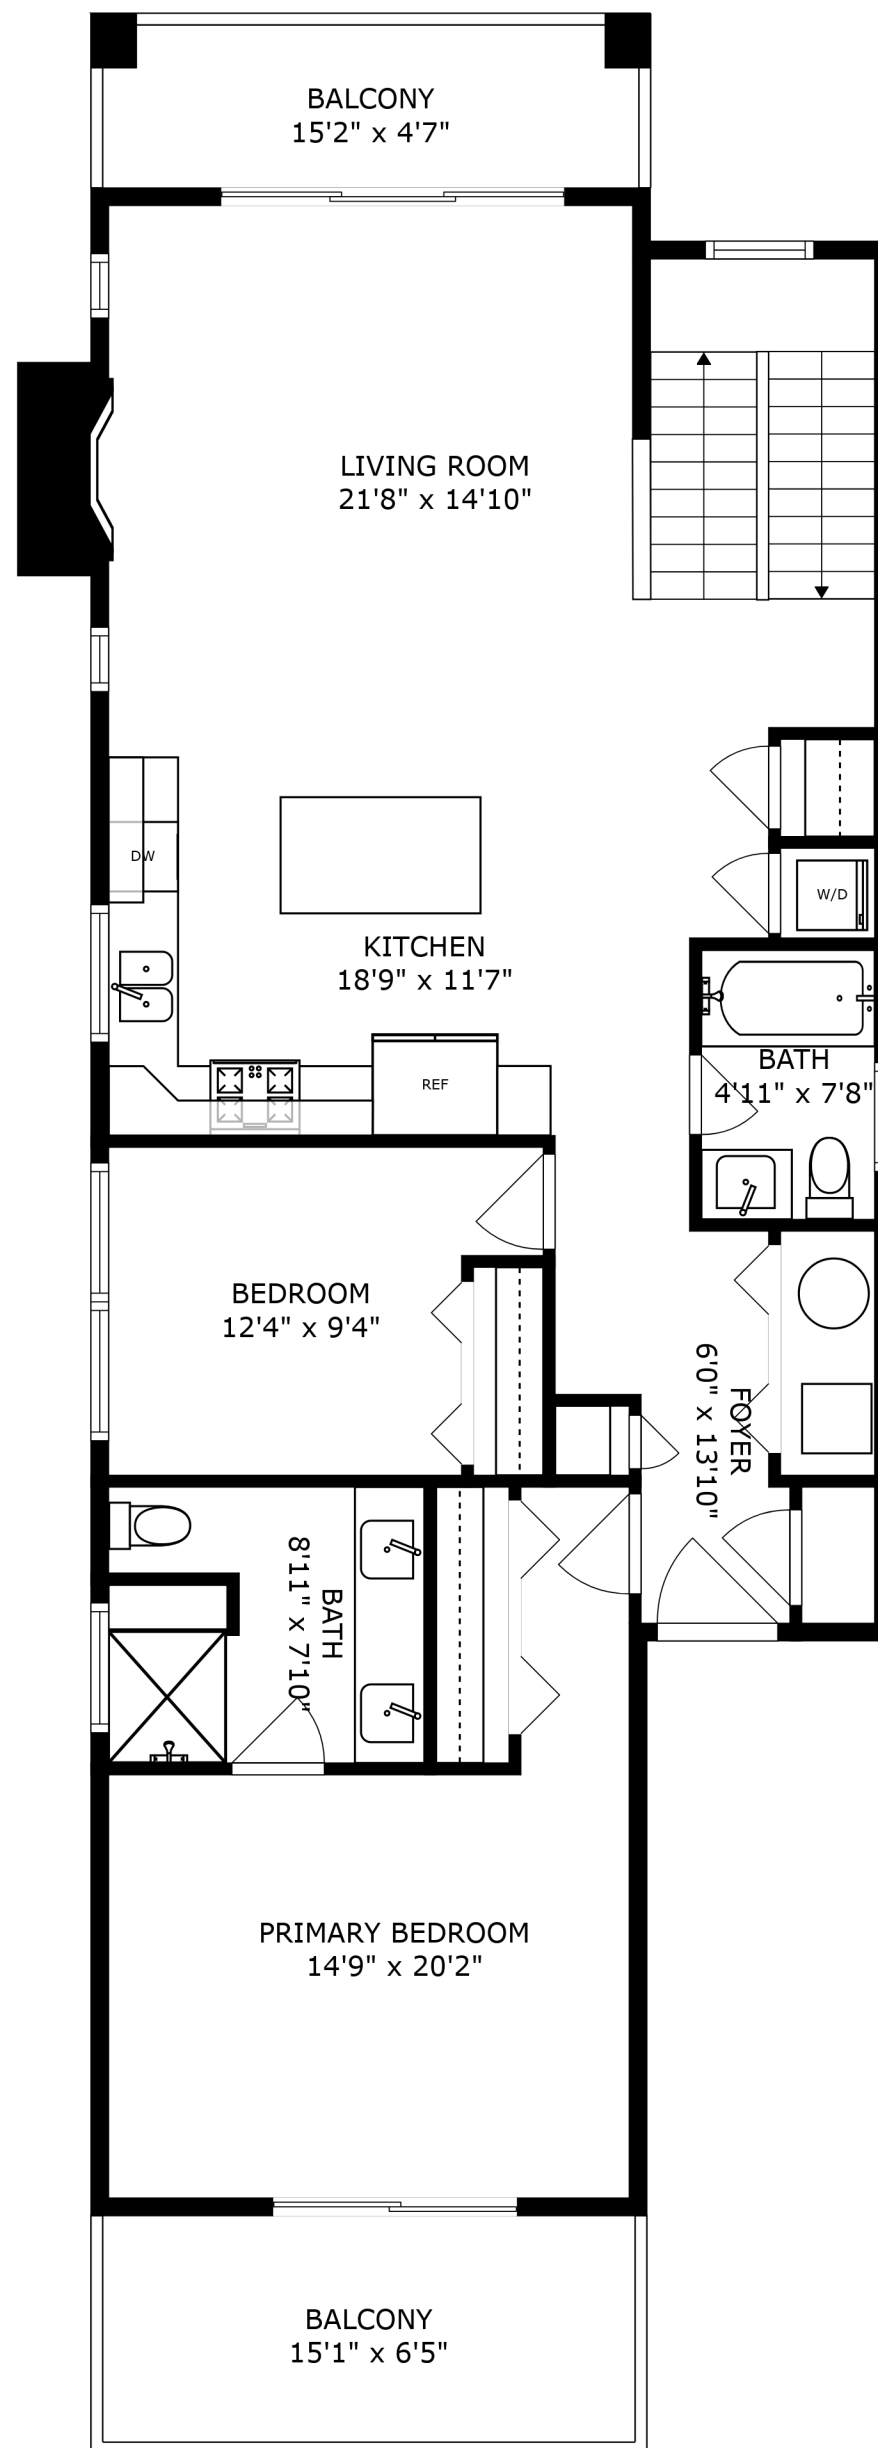 BALCONY
15'2" x 4'7"
LIVING ROOM
21'8" x 14'10"
DW
W/D
KITCHEN
18'9" x 11'7"
REF
BATH
4'11" x 7'8"
BEDROOM
12'4" x 9'4"
FOYER
6'0" x 13'10"
BATH
8'11" x 7'10"
PRIMARY BEDROOM
14'9" x 20'2"
BALCONY
15'1" x 6'5"